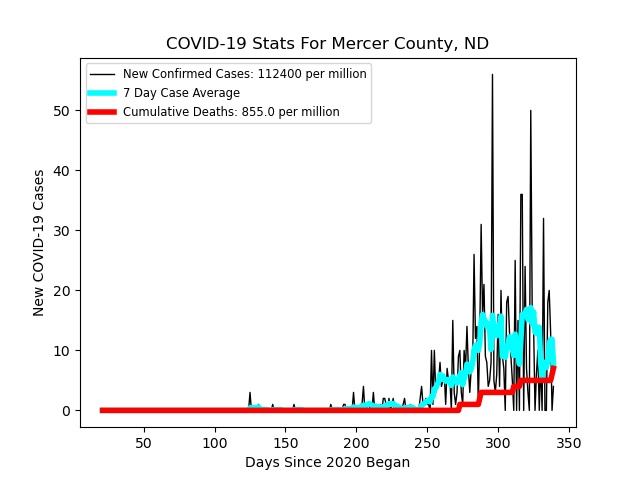 COVID-19 Stats For Mercer County, ND
New Confirmed Cases: 112400 per million
7 Day Case Average
Cumulative Deaths: 855.0 per million
New COVID-19 Cases
50
40
30
20
10
0
50 100 150 200 250 300 350
Days Since 2020 Began